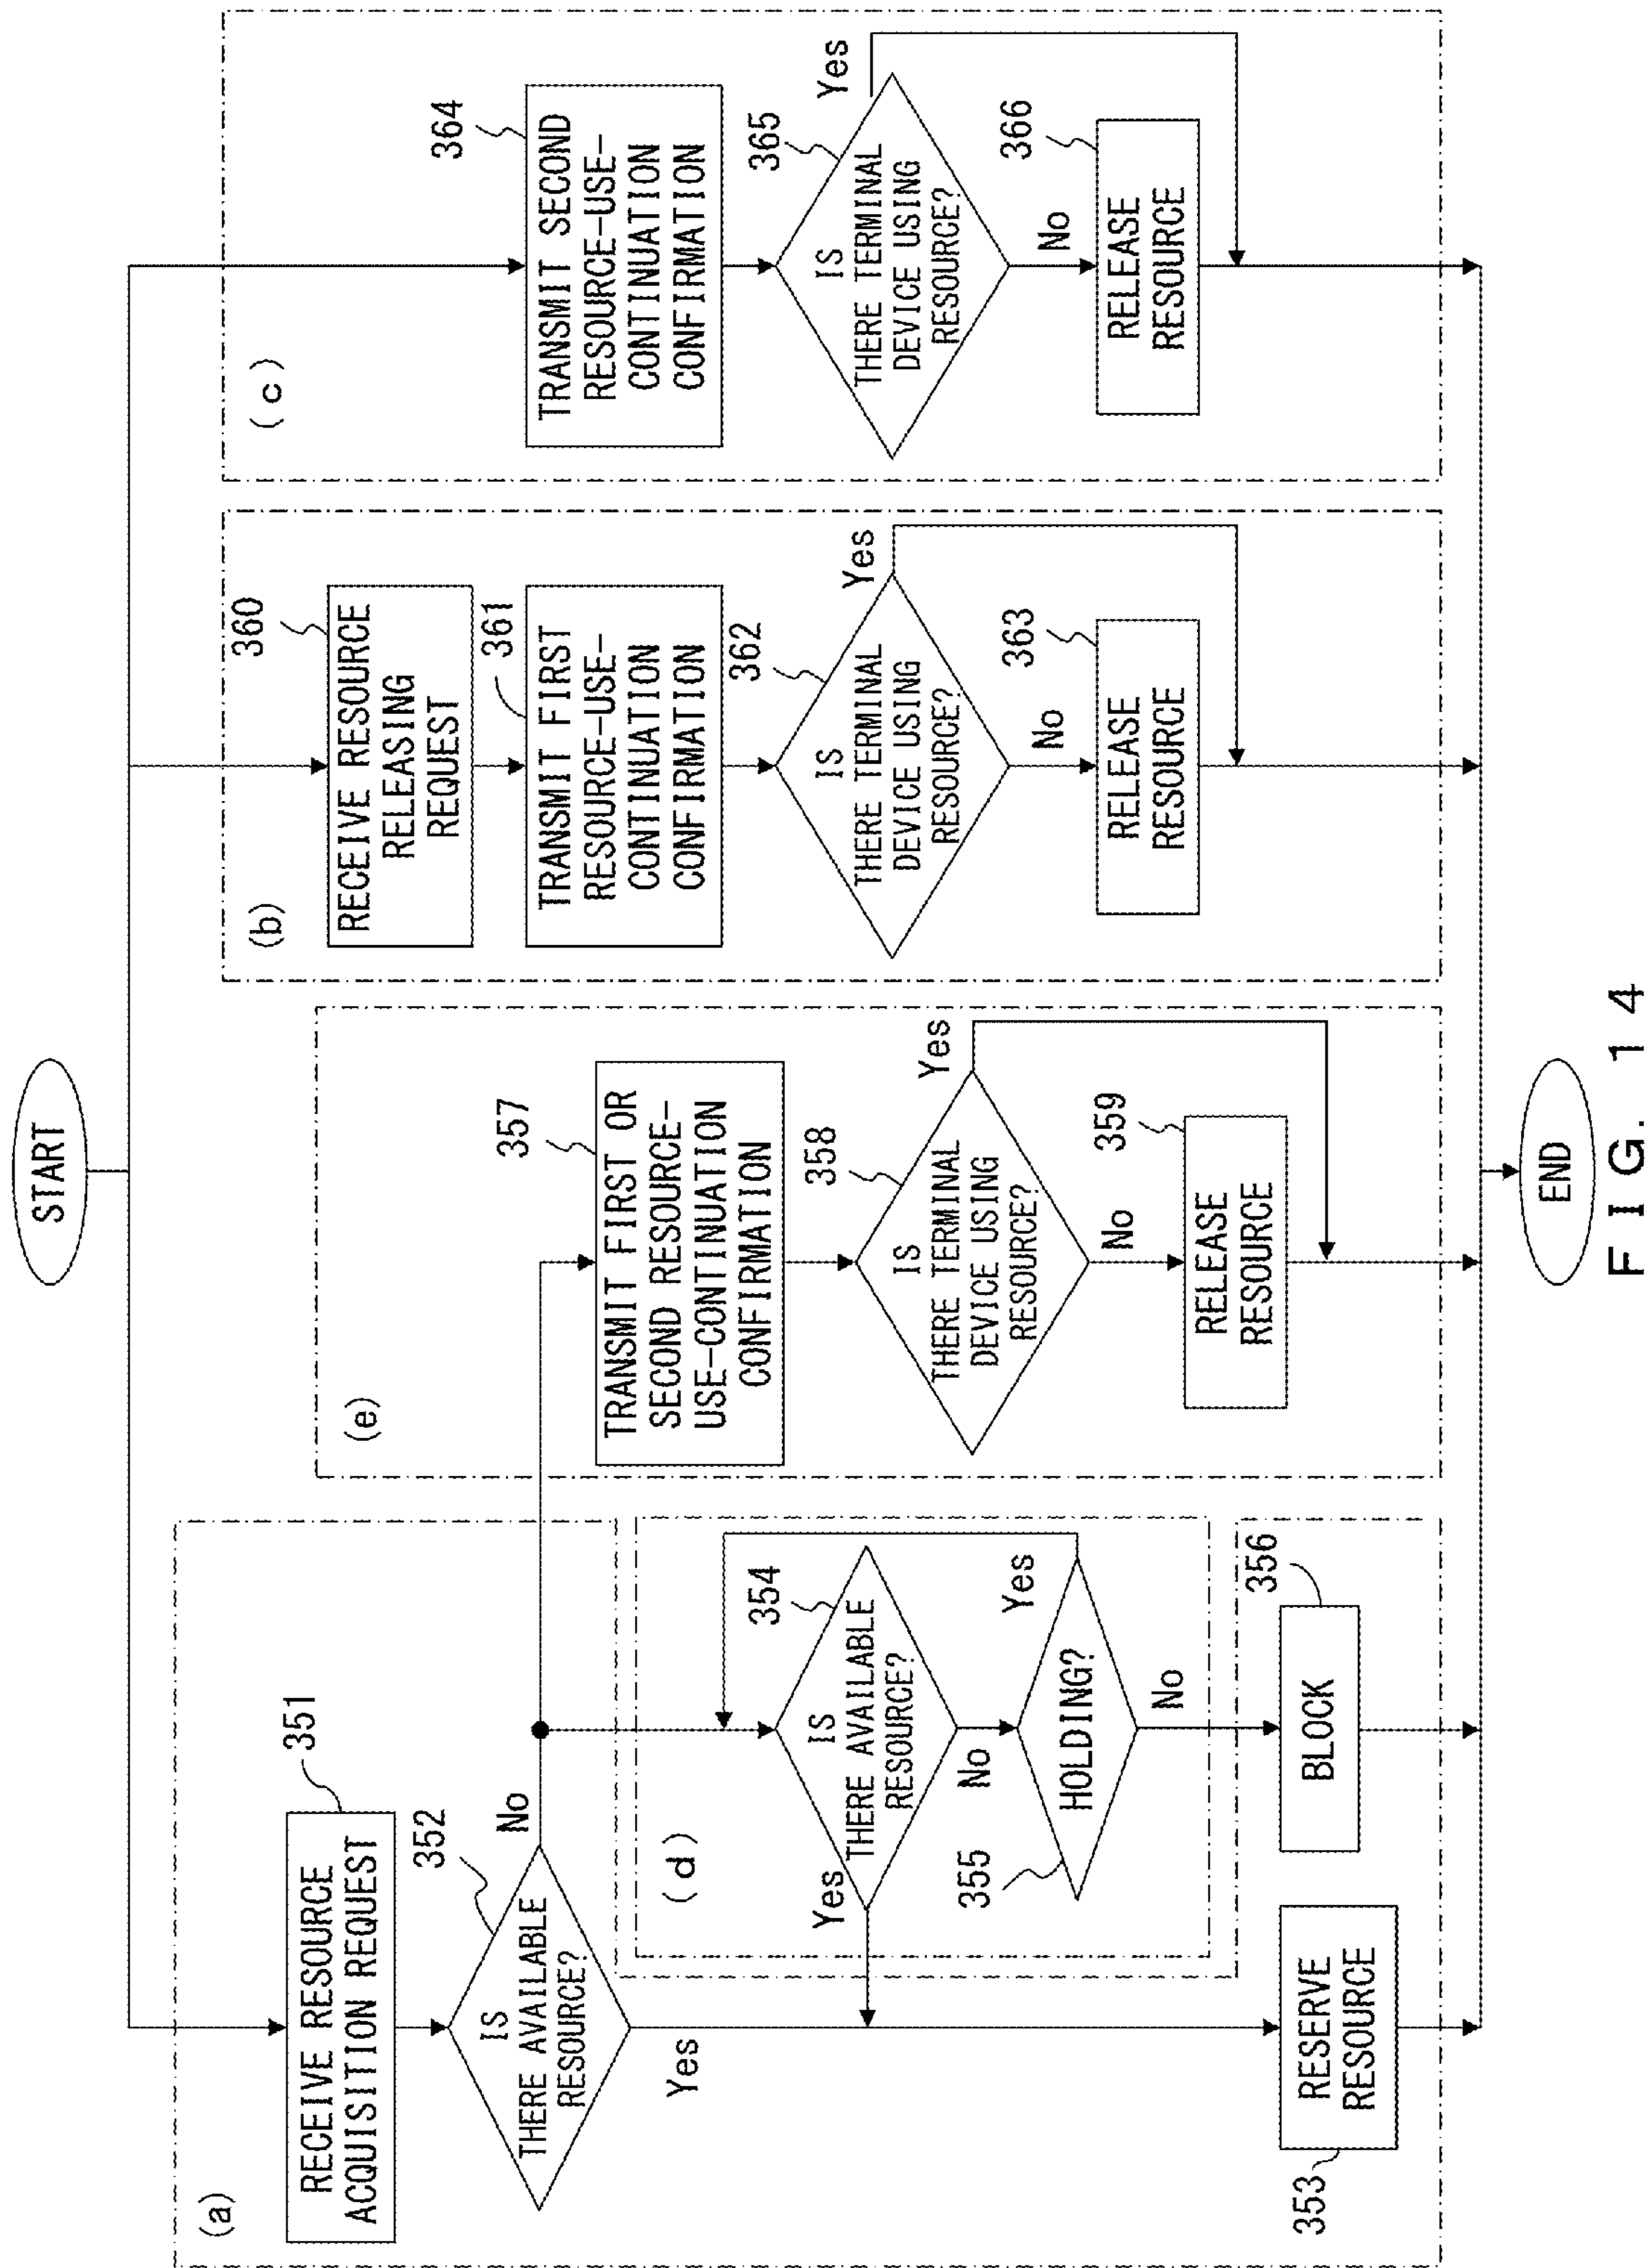 START
(a)
RECEIVE RESOURCE
ACQUISITION REQUEST
351
IS
THERE AVAILABLE
RESOURCE?
352
No
Yes
(d)
IS
THERE AVAILABLE
RESOURCE?
354
Yes
No
HOLDING?
355
Yes
No
BLOCK
356
RESERVE
RESOURCE
353
(e)
TRANSMIT FIRST OR
SECOND RESOURCE-
USE-CONTINUATION
CONFIRMATION
357
IS
THERE TERMINAL
DEVICE USING
RESOURCE?
358
Yes
No
RELEASE
RESOURCE
359
(b)
RECEIVE RESOURCE
RELEASING
REQUEST
360
TRANSMIT FIRST
RESOURCE-USE-
CONTINUATION
CONFIRMATION
361
IS
THERE TERMINAL
DEVICE USING
RESOURCE?
362
Yes
No
RELEASE
RESOURCE
363
(c)
TRANSMIT SECOND
RESOURCE-USE-
CONTINUATION
CONFIRMATION
364
IS
THERE TERMINAL
DEVICE USING
RESOURCE?
365
Yes
No
RELEASE
RESOURCE
366
END
FIG. 14